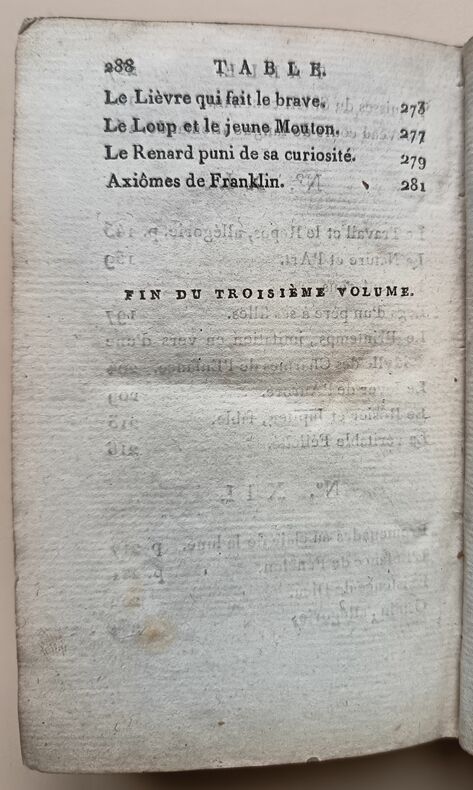 288 TABLE.
Le Lièvre qui fait le brave. 273
Le Loup et le jeune Mouton. 277
Le Renard puni de sa curiosité. 279
Axiômes de Franklin. 281
FIN DU TROISIÈME VOLUME.